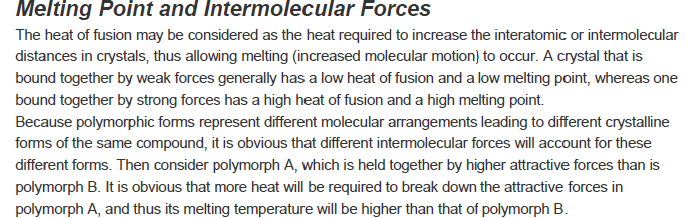 Melting Point and Intermolecular Forces
The heat of fusion may be considered as the heat required to increase the interatomic or intermolecular
distances in crystals, thus allowing melting (increased molecular motion) to occur. A crystal that is
bound together by weak forces generally has a low heat of fusion and a low melting point, whereas one
bound together by strong forces has a high heat of fusion and a high melting point.
Because polymorphic forms represent different molecular arrangements leading to different crystalline
forms of the same compound, it is obvious that different intermolecular forces will account for these
different forms. Then consider polymorph A, which is held together by higher attractive forces than is
polymorph B. It is obvious that more heat will be required to break down the attractive forces in
polymorph A, and thus its melting temperature will be higher than that of polymorph B.